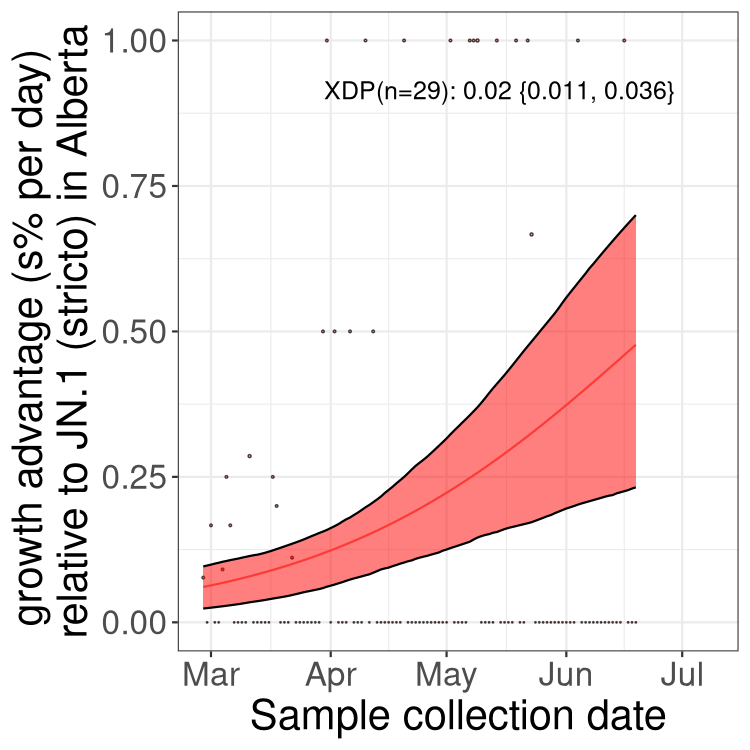 growth advantage (s% per day)
relative to JN.1 (stricto) in Alberta
1.00
0.75
0.50
0.25
0.00
XDP(n=29): 0.02 {0.011, 0.036}
Mar Apr May Jun Jul
Sample collection date